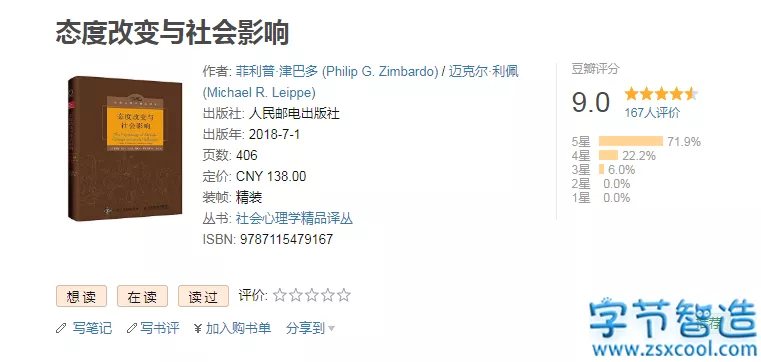 态度改变与社会影响
态度改变与
社会影响
作者: 菲利普·津巴多 (Philip G. Zimbardo) / 迈克尔·利佩
(Michael R. Leippe)
出版社: 人民邮电出版社
出版年: 2018-7-1
页数: 406
定价: CNY 138.00
装帧: 精装
丛书: 社会心理学精品译丛
ISBN: 9787115479167
豆瓣评分
9.0
167人评价
5星 71.9%
4星 22.2%
3星 6.0%
2星 0.0%
1星 0.0%
想读 在读 读过 评价:
写笔记 写书评 ¥ 加入购书单 分享到
推荐
字节智造
www.zsxcool.com